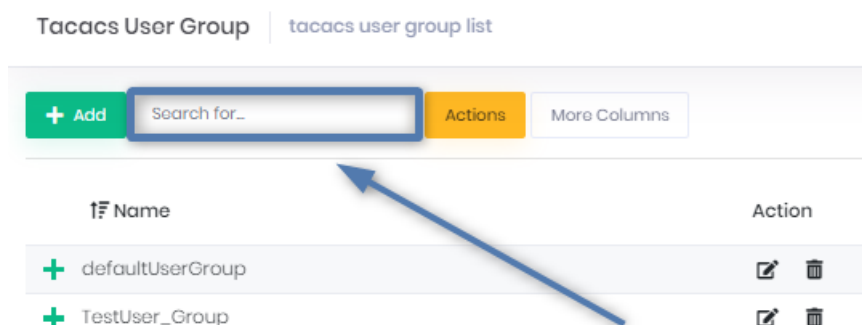 Tacacs User Group tacacs user group list
Add Search for... Actions More Columns
Name Action
defaultUserGroup
TestUser_Group